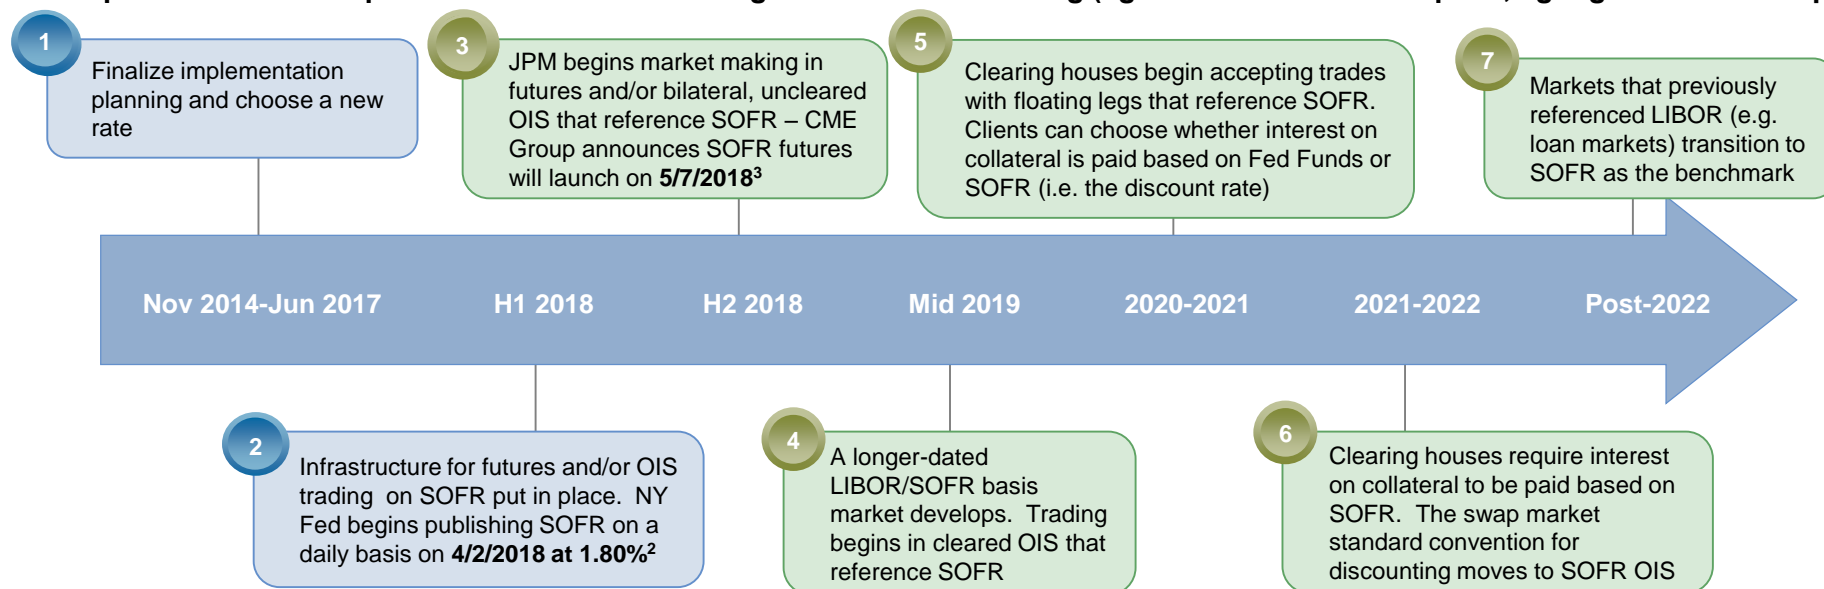 1
Finalize implementation
planning and choose a new
rate
3
JPM begins market making in
futures and/or bilateral, uncleared
OIS that reference SOFR – CME
Group announces SOFR futures
will launch on 5/7/2018³
5
Clearing houses begin accepting trades
with floating legs that reference SOFR.
Clients can choose whether interest on
collateral is paid based on Fed Funds or
SOFR (i.e. the discount rate)
7
Markets that previously
referenced LIBOR (e.g.
loan markets) transition to
SOFR as the benchmark
Nov 2014-Jun 2017 H1 2018 H2 2018 Mid 2019 2020-2021 2021-2022 Post-2022
2
Infrastructure for futures and/or OIS
trading on SOFR put in place. NY
Fed begins publishing SOFR on a
daily basis on 4/2/2018 at 1.80%²
4
A longer-dated
LIBOR/SOFR basis
market develops. Trading
begins in cleared OIS that
reference SOFR
6
Clearing houses require interest
on collateral to be paid based on
SOFR. The swap market
standard convention for
discounting moves to SOFR OIS